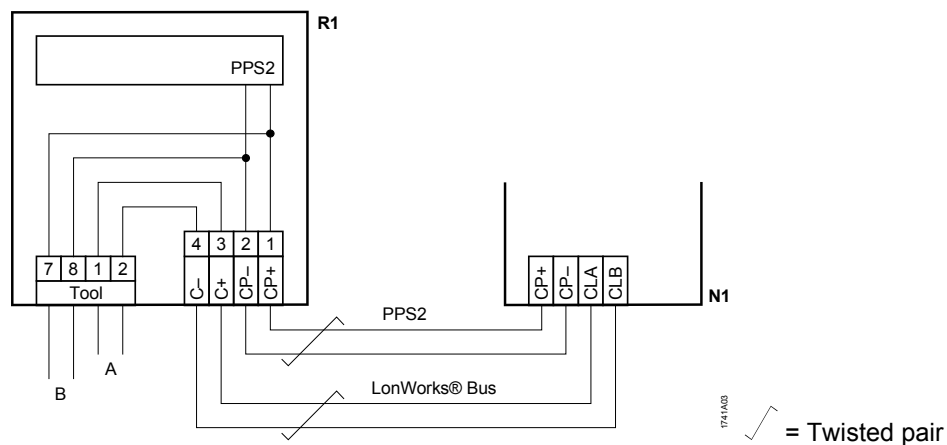 R1
PPS2
4 3 2 1
7 8 1 2
C– C+ CP– CP+
Tool
CP+ CP– CLA CLB
N1
PPS2
A
B
LonWorks® Bus
1741A03
= Twisted pair